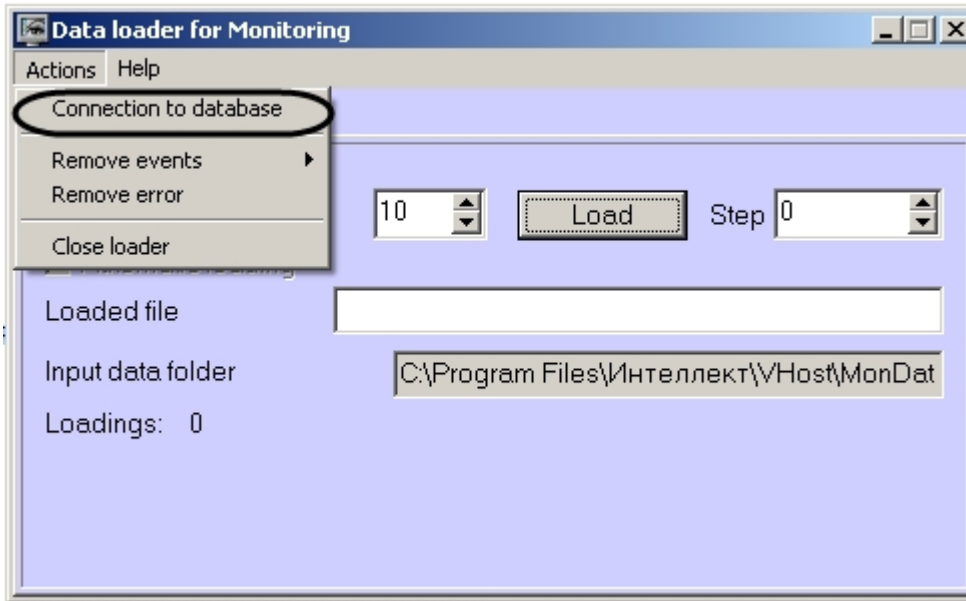 Data loader for Monitoring
Actions Help
Connection to database
Remove events
Remove error
Close loader
10 Load Step 0
Loaded file
Input data folder C:\Program Files\Интеллект\VHost\MonDat
Loadings: 0